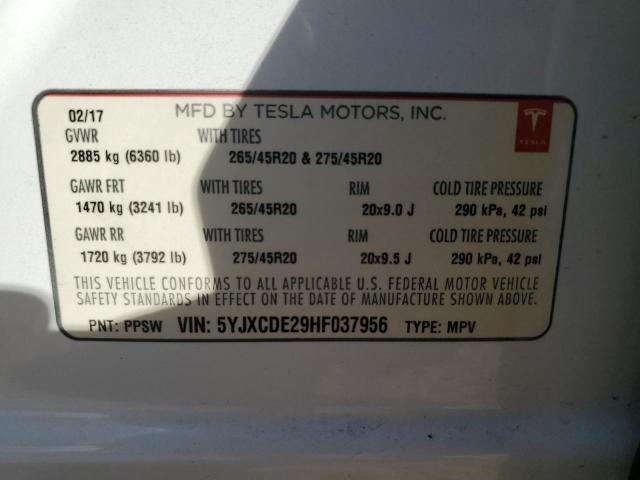 02/17 MFD BY TESLA MOTORS, INC.
GVWR WITH TIRES
2885 kg (6360 lb) 265/45R20 & 275/45R20
TESLA
GAWR FRT WITH TIRES RIM COLD TIRE PRESSURE
1470 kg (3241 lb) 265/45R20 20x9.0 J 290 kPa, 42 psi
GAWR RR WITH TIRES RIM COLD TIRE PRESSURE
1720 kg (3792 lb) 275/45R20 20x9.5 J 290 kPa, 42 psi
THIS VEHICLE CONFORMS TO ALL APPLICABLE U.S. FEDERAL MOTOR VEHICLE
SAFETY STANDARDS IN EFFECT ON THE DATE OF MANUFACTURE SHOWN ABOVE.
PNT: PPSW VIN: 5YJXCDE29HF037956 TYPE: MPV